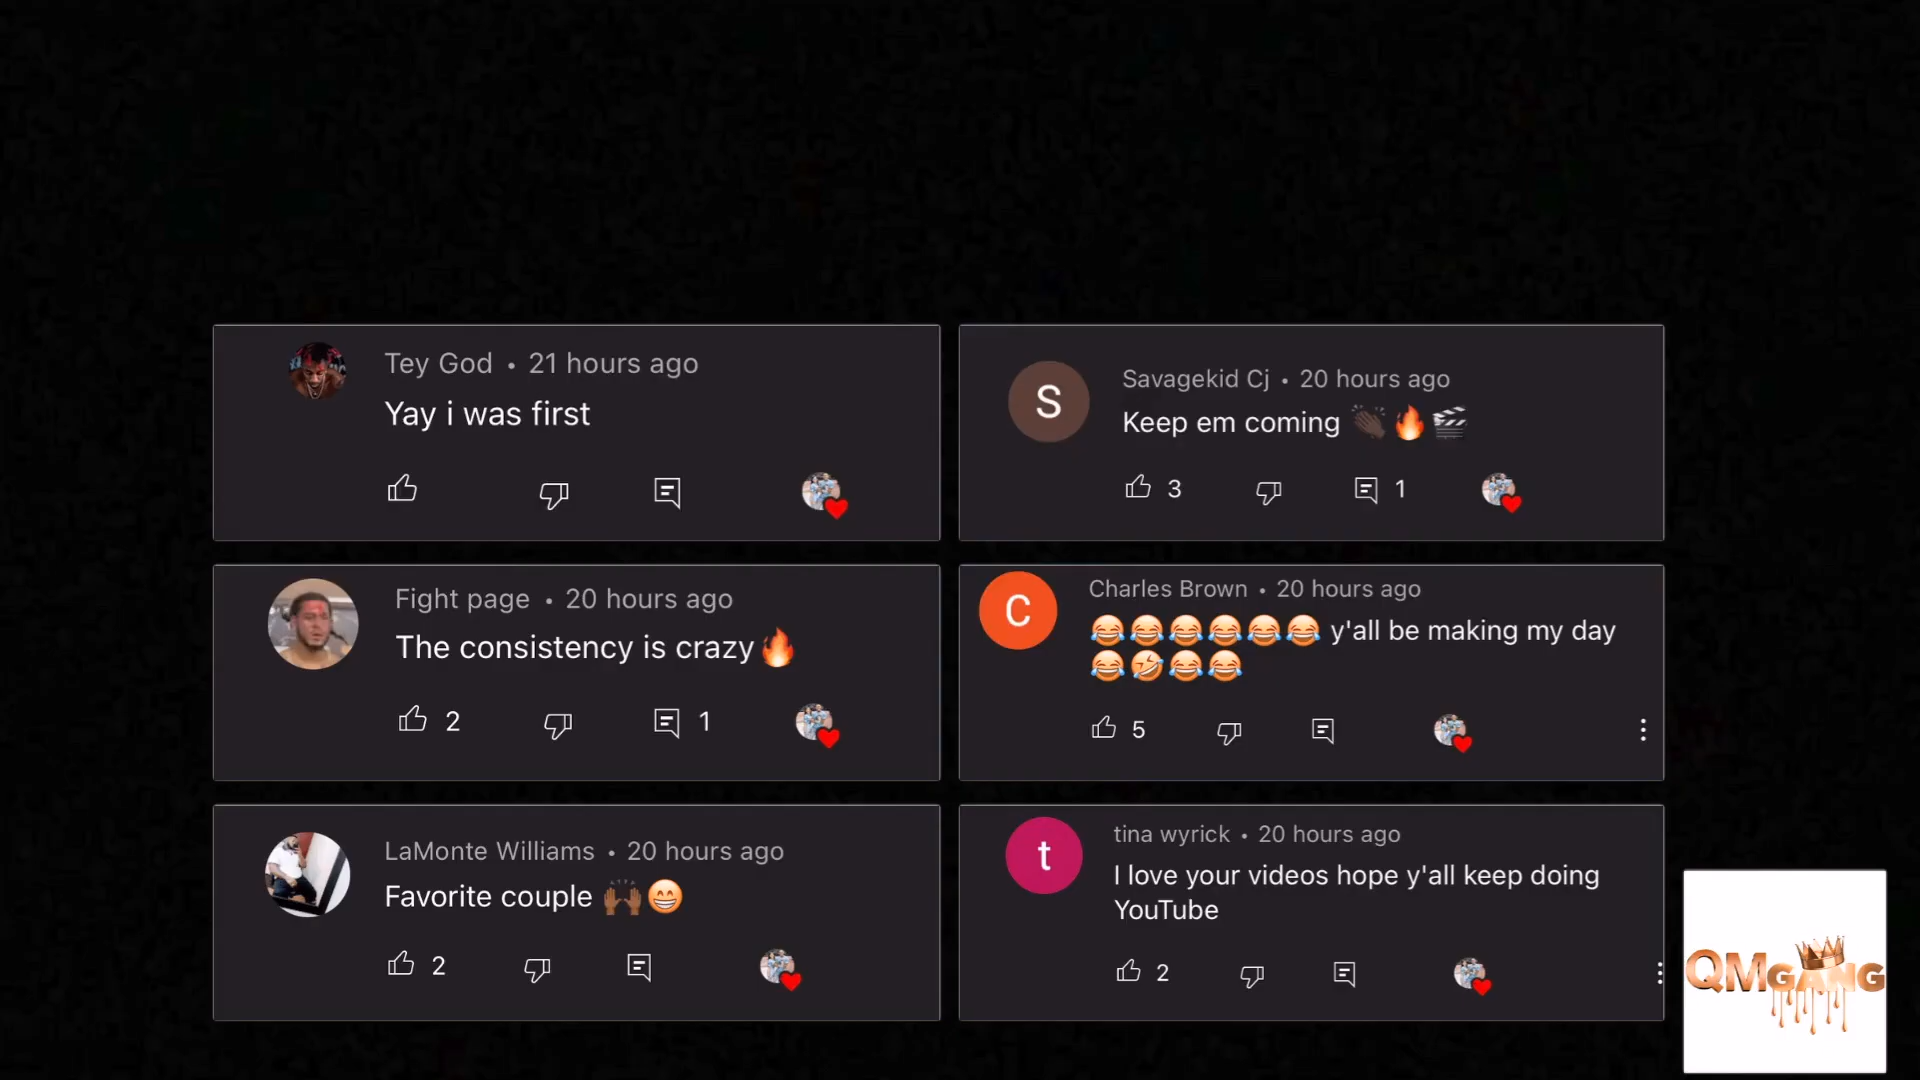 Tey God • 21 hours ago
Yay i was first
S
Savagekid Cj • 20 hours ago
Keep em coming 👏🏿🔥🎬
3
1
Fight page • 20 hours ago
The consistency is crazy🔥
2
1
C
Charles Brown • 20 hours ago
😂😂😂😂😂😂 y'all be making my day
😂🤣😂😂
5
LaMonte Williams • 20 hours ago
Favorite couple 🙌🏾😁
2
t
tina wyrick • 20 hours ago
I love your videos hope y'all keep doing
YouTube
2
QMGANG